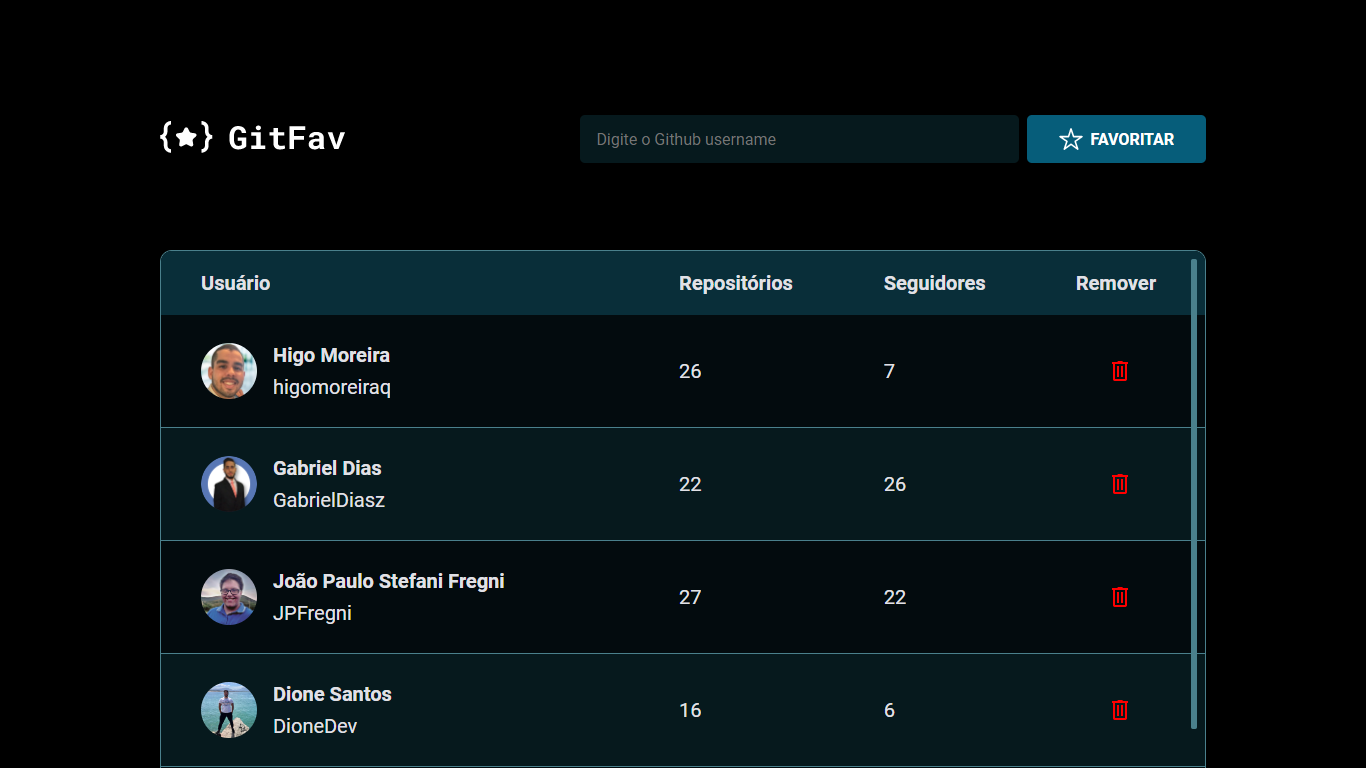 {★} GitFav
Digite o Github username
FAVORITAR
Usuário Repositórios Seguidores Remover
Higo Moreira
higomoreiraq
26 7
Gabriel Dias
GabrielDiasz
22 26
João Paulo Stefani Fregni
JPFregni
27 22
Dione Santos
DioneDev
16 6